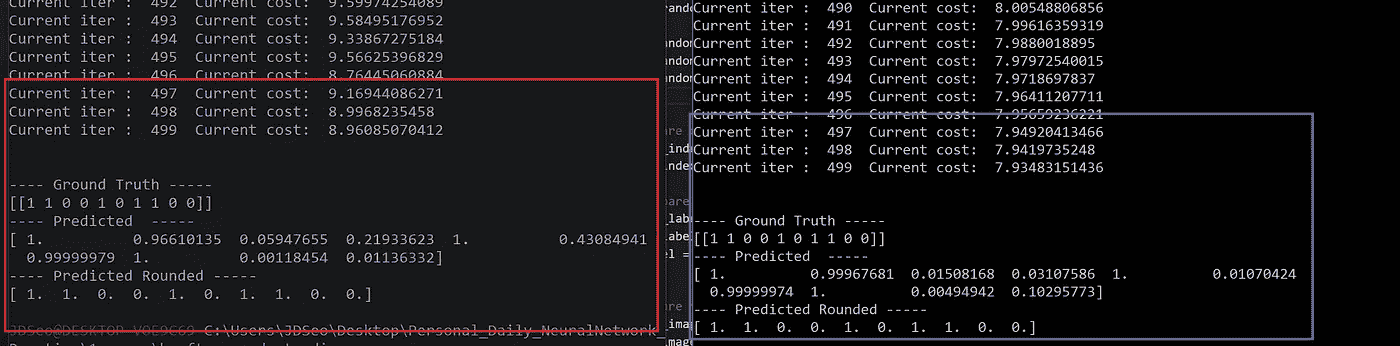 Current iter :  492  Current cost:  9.59974254089
Current iter :  493  Current cost:  9.58495176952
Current iter :  494  Current cost:  9.33867275184
Current iter :  495  Current cost:  9.56625396829
Current iter :  496  Current cost:  8.76445060884
Current iter :  497  Current cost:  9.16944086271
Current iter :  498  Current cost:  8.9968235458
Current iter :  499  Current cost:  8.96085070412
---- Ground Truth -----
[[1 1 0 0 1 0 1 1 0 0]]
---- Predicted  -----
[ 1.          0.96610135  0.05947655  0.21933623  1.          0.43084941
0.99999979  1.          0.00118454  0.01136332]
---- Predicted Rounded -----
[ 1.  1.  0.  0.  1.  0.  1.  1.  0.  0.]
C:\Users\JDSeo\Desktop\Personal_Daily_NeuralNetwork_
Current iter :  490  Current cost:  8.00548806856
Current iter :  491  Current cost:  7.99616359319
Current iter :  492  Current cost:  7.9880018895
Current iter :  493  Current cost:  7.97972540015
Current iter :  494  Current cost:  7.9718697837
Current iter :  495  Current cost:  7.96411207711
Current iter :  496  Current cost:  7.95659236221
Current iter :  497  Current cost:  7.94920413466
Current iter :  498  Current cost:  7.9419735248
Current iter :  499  Current cost:  7.93483151436
---- Ground Truth -----
[[1 1 0 0 1 0 1 1 0 0]]
---- Predicted  -----
[ 1.          0.99967681  0.01508168  0.03107586  1.          0.01070424
0.99999974  1.          0.00494942  0.10295773]
---- Predicted Rounded -----
[ 1.  1.  0.  0.  1.  0.  1.  1.  0.  0.]